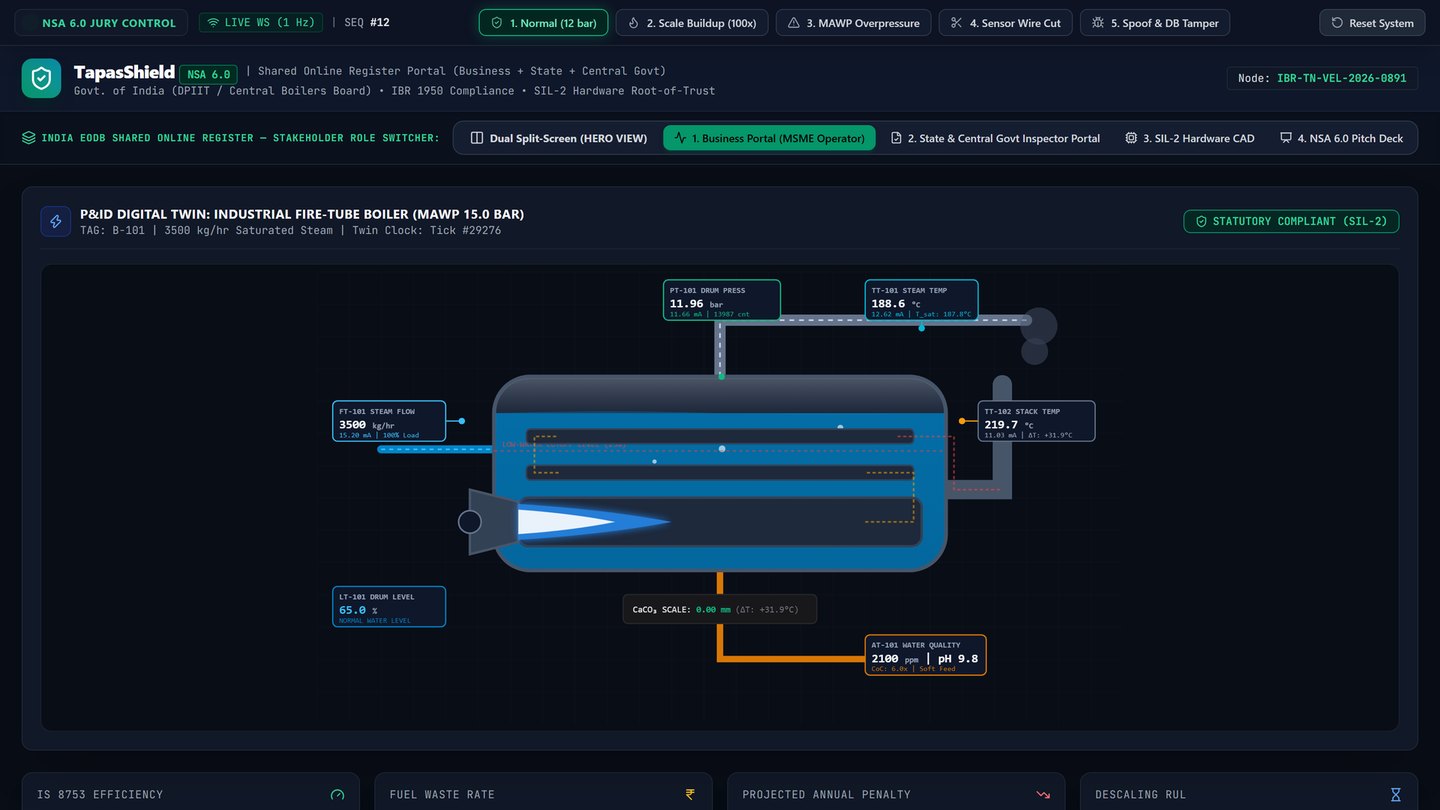 NSA 6.0 JURY CONTROL
LIVE WS (1 Hz)
| SEQ #12
1. Normal (12 bar)
2. Scale Buildup (100x)
3. MAWP Overpressure
4. Sensor Wire Cut
5. Spoof & DB Tamper
Reset System
TapasShield NSA 6.0 | Shared Online Register Portal (Business + State + Central Govt)
Govt. of India (DPIIT / Central Boilers Board) • IBR 1950 Compliance • SIL-2 Hardware Root-of-Trust
Node: IBR-TN-VEL-2026-0891
INDIA EODB SHARED ONLINE REGISTER — STAKEHOLDER ROLE SWITCHER:
Dual Split-Screen (HERO VIEW)
1. Business Portal (MSME Operator)
2. State & Central Govt Inspector Portal
3. SIL-2 Hardware CAD
4. NSA 6.0 Pitch Deck
P&ID DIGITAL TWIN: INDUSTRIAL FIRE-TUBE BOILER (MAWP 15.0 BAR)
TAG: B-101 | 3500 kg/hr Saturated Steam | Twin Clock: Tick #29276
STATUTORY COMPLIANT (SIL-2)
PT-101 DRUM PRESS
11.96 bar
11.66 mA | 13987 cnt
TT-101 STEAM TEMP
188.6 °C
12.62 mA | T_sat: 187.8°C
FT-101 STEAM FLOW
3500 kg/hr
15.20 mA | 100% Load
TT-102 STACK TEMP
219.7 °C
11.03 mA | ΔT: +31.9°C
LT-101 DRUM LEVEL
65.0 %
NORMAL WATER LEVEL
CaCO₃ SCALE: 0.00 mm (ΔT: +31.9°C)
AT-101 WATER QUALITY
2100 ppm | pH 9.8
CoC: 6.0x | Soft Feed
IS 8753 EFFICIENCY
FUEL WASTE RATE
₹
PROJECTED ANNUAL PENALTY
DESCALING RUL